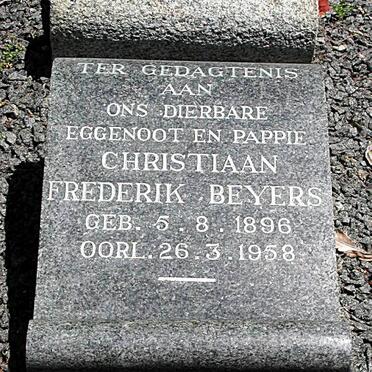 TER GEDAGTENIS
AAN
ONS DIERBARE
EGGENOOT EN PAPPIE
CHRISTIAAN
FREDERIK BEYERS
GEB. 5.8.1896
OORL. 26.3.1958